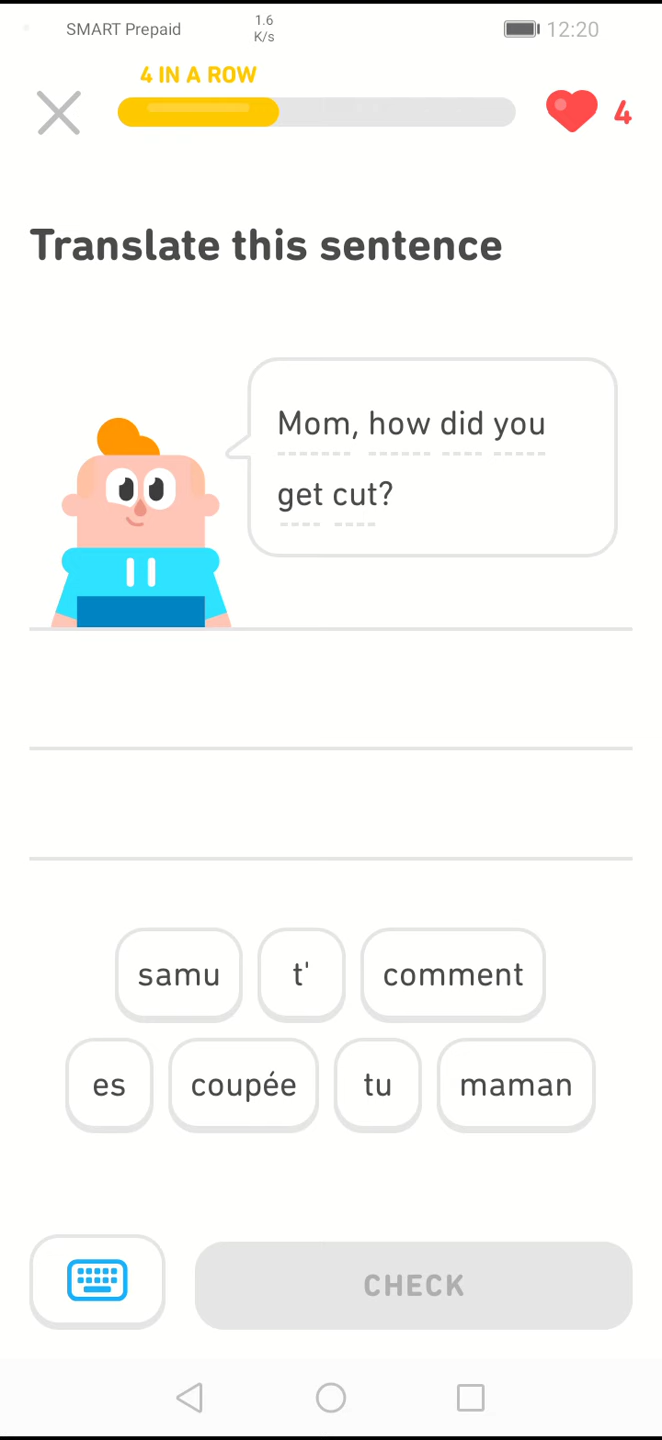 SMART Prepaid 1.6 K/s 12:20
4 IN A ROW
4
Translate this sentence
Mom, how did you
get cut?
samu t' comment
es coupée tu maman
CHECK